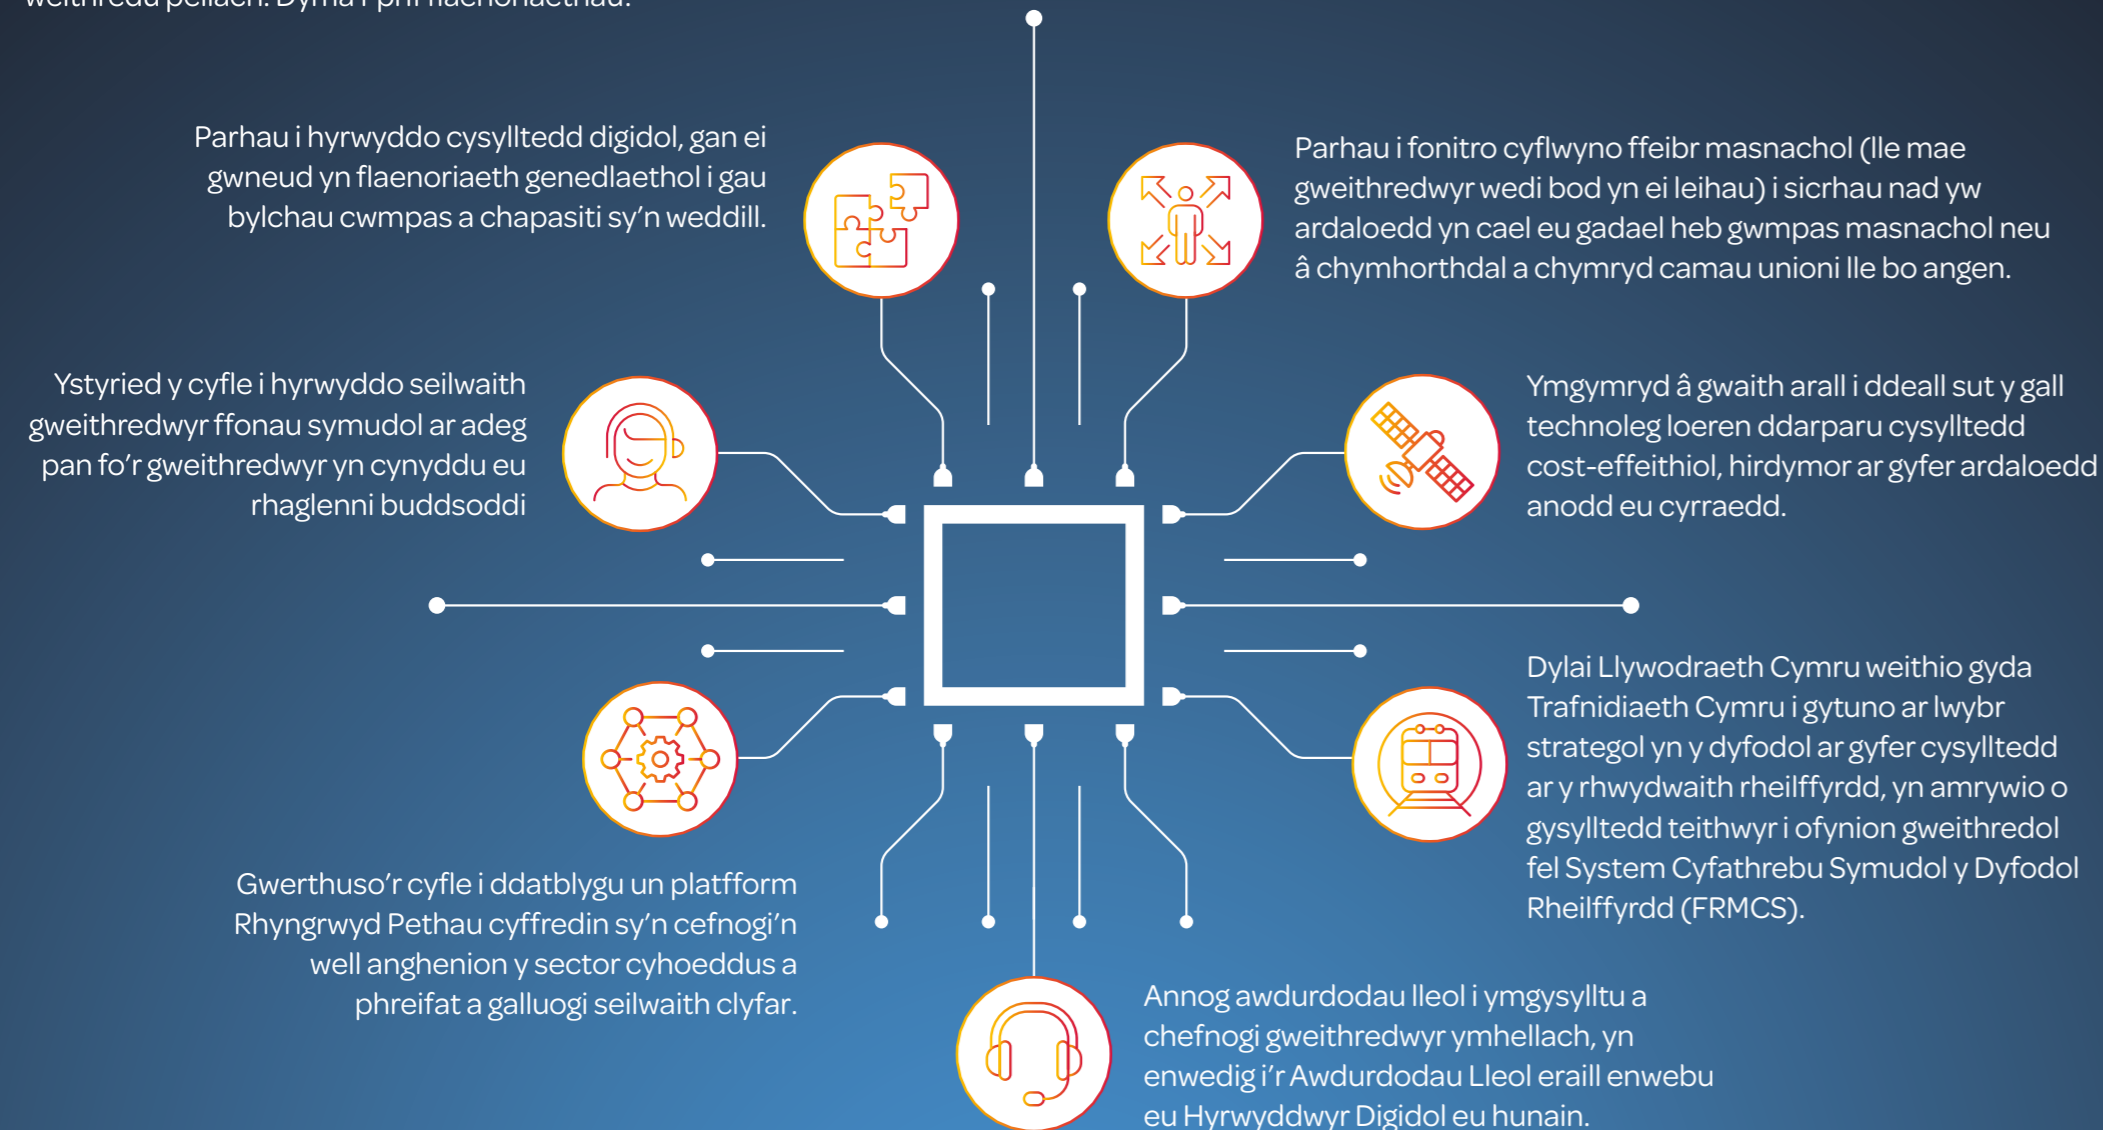 weithredu pellach. Dyma'r prif flaenoriaethau:
Parhau i hyrwyddo cysylltedd digidol, gan ei
gwneud yn flaenoriaeth genedlaethol i gau
bylchau cwmpas a chapasiti sy'n weddill.
Parhau i fonitro cyflwyno ffeibr masnachol (lle mae
gweithredwyr wedi bod yn ei leihau) i sicrhau nad yw
ardaloedd yn cael eu gadael heb gwmpas masnachol neu
â chymhorthdal a chymryd camau unioni lle bo angen.
Ystyried y cyfle i hyrwyddo seilwaith
gweithredwyr ffonau symudol ar adeg
pan fo'r gweithredwyr yn cynyddu eu
rhaglenni buddsoddi
Ymgymryd â gwaith arall i ddeall sut y gall
technoleg loeren ddarparu cysylltedd
cost-effeithiol, hirdymor ar gyfer ardaloedd
anodd eu cyrraedd.
Dylai Llywodraeth Cymru weithio gyda
Trafnidiaeth Cymru i gytuno ar lwybr
strategol yn y dyfodol ar gyfer cysylltedd
ar y rhwydwaith rheilffyrdd, yn amrywio o
gysylltedd teithwyr i ofynion gweithredol
fel System Cyfathrebu Symudol y Dyfodol
Rheilffyrdd (FRMCS).
Gwerthuso'r cyfle i ddatblygu un platfform
Rhyngrwyd Pethau cyffredin sy'n cefnogi'n
well anghenion y sector cyhoeddus a
phreifat a galluogi seilwaith clyfar.
Annog awdurdodau lleol i ymgysylltu a
chefnogi gweithredwyr ymhellach, yn
enwedig i'r Awdurdodau Lleol eraill enwebu
eu Hyrwyddwyr Digidol eu hunain.